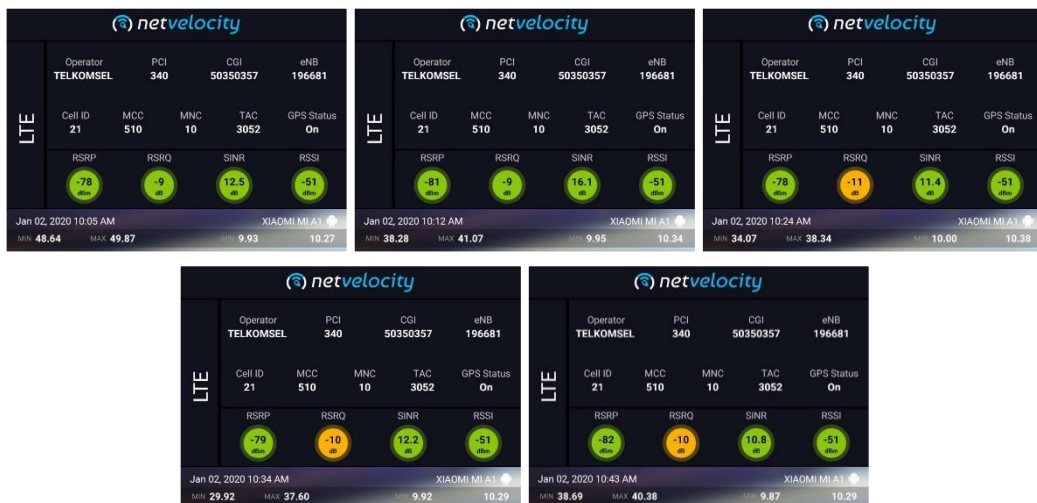 netvelocity
LTE
Operator PCI CGI eNB
TELKOMSEL 340 50350357 196681
Cell ID MCC MNC TAC GPS Status
21 510 10 3052 On
RSRP RSRQ SINR RSSI
-78 -9 12.5 -51
dBm dB dB dBm
Jan 02, 2020 10:05 AM XIAOMI MI A1
MIN 48.64 MAX 49.87 MIN 9.93 10.27
netvelocity
LTE
Operator PCI CGI eNB
TELKOMSEL 340 50350357 196681
Cell ID MCC MNC TAC GPS Status
21 510 10 3052 On
RSRP RSRQ SINR RSSI
-81 -9 16.1 -51
dBm dB dB dBm
Jan 02, 2020 10:12 AM XIAOMI MI A1
MIN 38.28 MAX 41.07 MIN 9.95 10.34
netvelocity
LTE
Operator PCI CGI eNB
TELKOMSEL 340 50350357 196681
Cell ID MCC MNC TAC GPS Status
21 510 10 3052 On
RSRP RSRQ SINR RSSI
-78 -11 11.4 -51
dBm dB dB dBm
Jan 02, 2020 10:24 AM XIAOMI MI A1
MIN 34.07 MAX 38.34 MIN 10.00 10.38
netvelocity
LTE
Operator PCI CGI eNB
TELKOMSEL 340 50350357 196681
Cell ID MCC MNC TAC GPS Status
21 510 10 3052 On
RSRP RSRQ SINR RSSI
-79 -10 12.2 -51
dBm dB dB dBm
Jan 02, 2020 10:34 AM XIAOMI MI A1
MIN 29.92 MAX 37.60 MIN 9.92 10.29
netvelocity
LTE
Operator PCI CGI eNB
TELKOMSEL 340 50350357 196681
Cell ID MCC MNC TAC GPS Status
21 510 10 3052 On
RSRP RSRQ SINR RSSI
-82 -10 10.8 -51
dBm dB dB dBm
Jan 02, 2020 10:43 AM XIAOMI MI A1
MIN 38.69 MAX 40.38 MIN 9.87 10.29